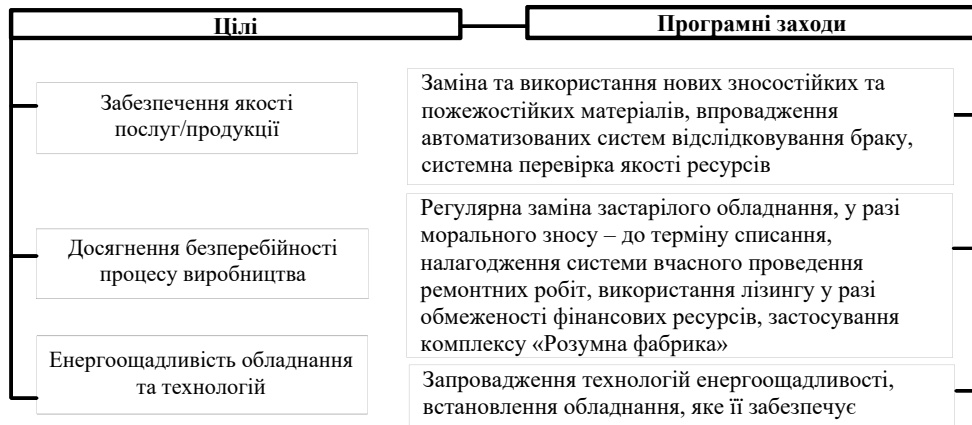 Цілі
Програмні заходи
Забезпечення якості
послуг/продукції
Заміна та використання нових зносостійких та
пожежостійких матеріалів, впровадження
автоматизованих систем відслідковування браку,
системна перевірка якості ресурсів
Досягнення безперебійності
процесу виробництва
Регулярна заміна застарілого обладнання, у разі
морального зносу – до терміну списання,
налагодження системи вчасного проведення
ремонтних робіт, використання лізингу у разі
обмеженості фінансових ресурсів, застосування
комплексу «Розумна фабрика»
Енергоощадливість обладнання
та технологій
Запровадження технологій енергоощадливості,
встановлення обладнання, яке її забезпечує